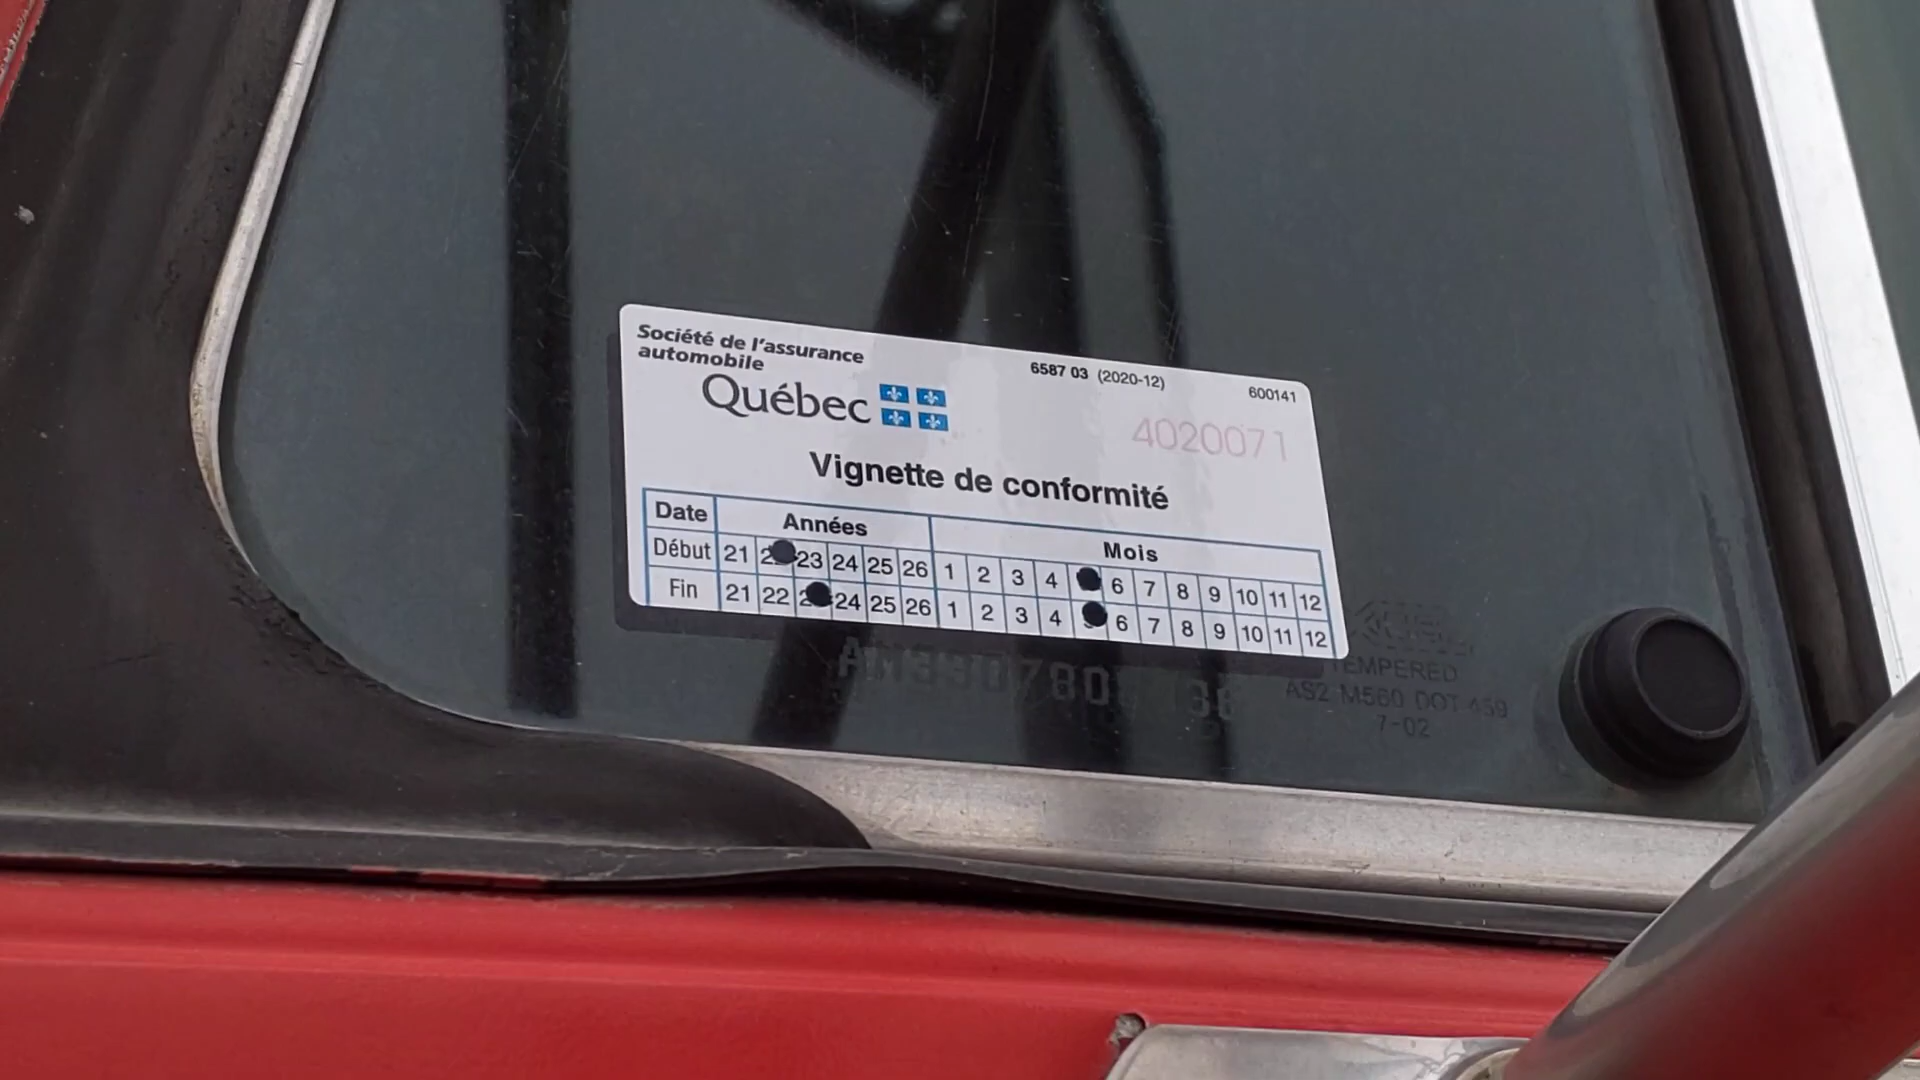 Société de l'assurance
automobile
Québec
6587 03 (2020-12)
600141
4020071
Vignette de conformité
Date Années Mois
Début 21 23 24 25 26 1 2 3 4 6 7 8 9 10 11 12
Fin 21 22 24 25 26 1 2 3 4 6 7 8 9 10 11 12
TEMPERED
AS2 M560 DOT 459
7-02